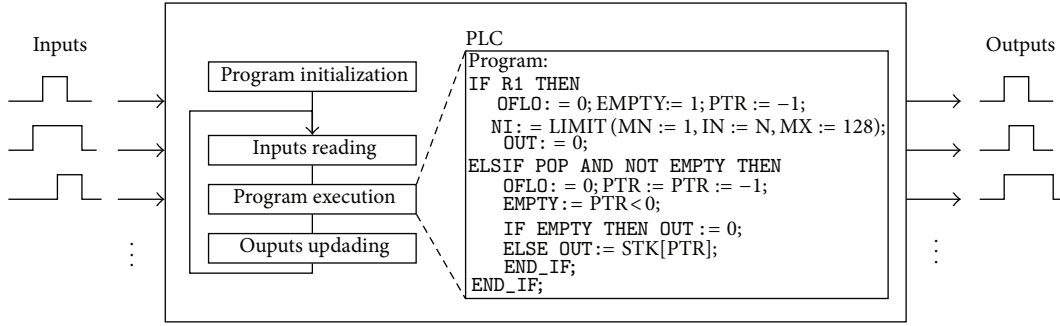 Inputs
Program initialization
Inputs reading
Program execution
Ouputs updading
PLC
Program:
IF R1 THEN
OFLO: = 0; EMPTY:= 1; PTR := −1;
NI: = LIMIT (MN := 1, IN := N, MX := 128);
OUT: = 0;
ELSIF POP AND NOT EMPTY THEN
OFLO: = 0; PTR := PTR := −1;
EMPTY:= PTR<0;
IF EMPTY THEN OUT := 0;
ELSE OUT:= STK[PTR];
END_IF;
END_IF;
Outputs